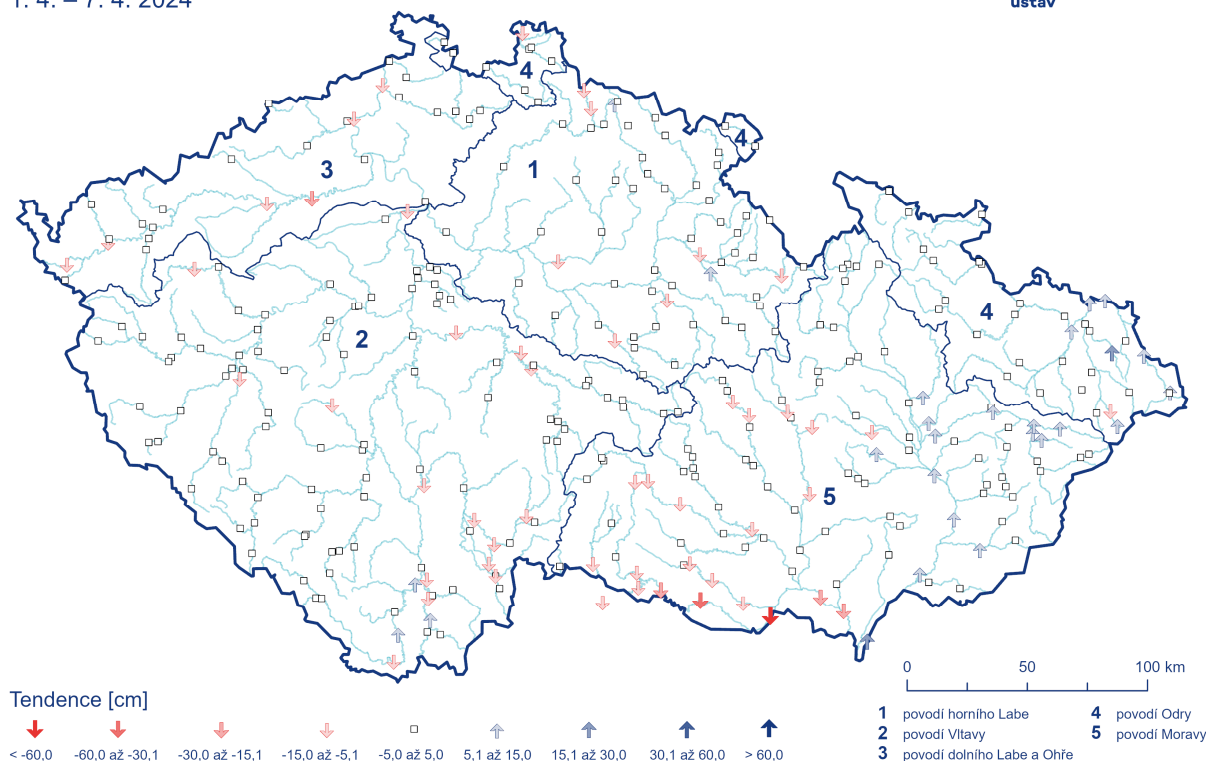 1. 4. – 7. 4. 2024
ústav
4
4
3
1
2
4
5
Tendence [cm]
< -60,0
-60,0 až -30,1
-30,0 až -15,1
-15,0 až -5,1
-5,0 až 5,0
5,1 až 15,0
15,1 až 30,0
30,1 až 60,0
> 60,0
0 50 100 km
1 povodí horního Labe
2 povodí Vltavy
3 povodí dolního Labe a Ohře
4 povodí Odry
5 povodí Moravy